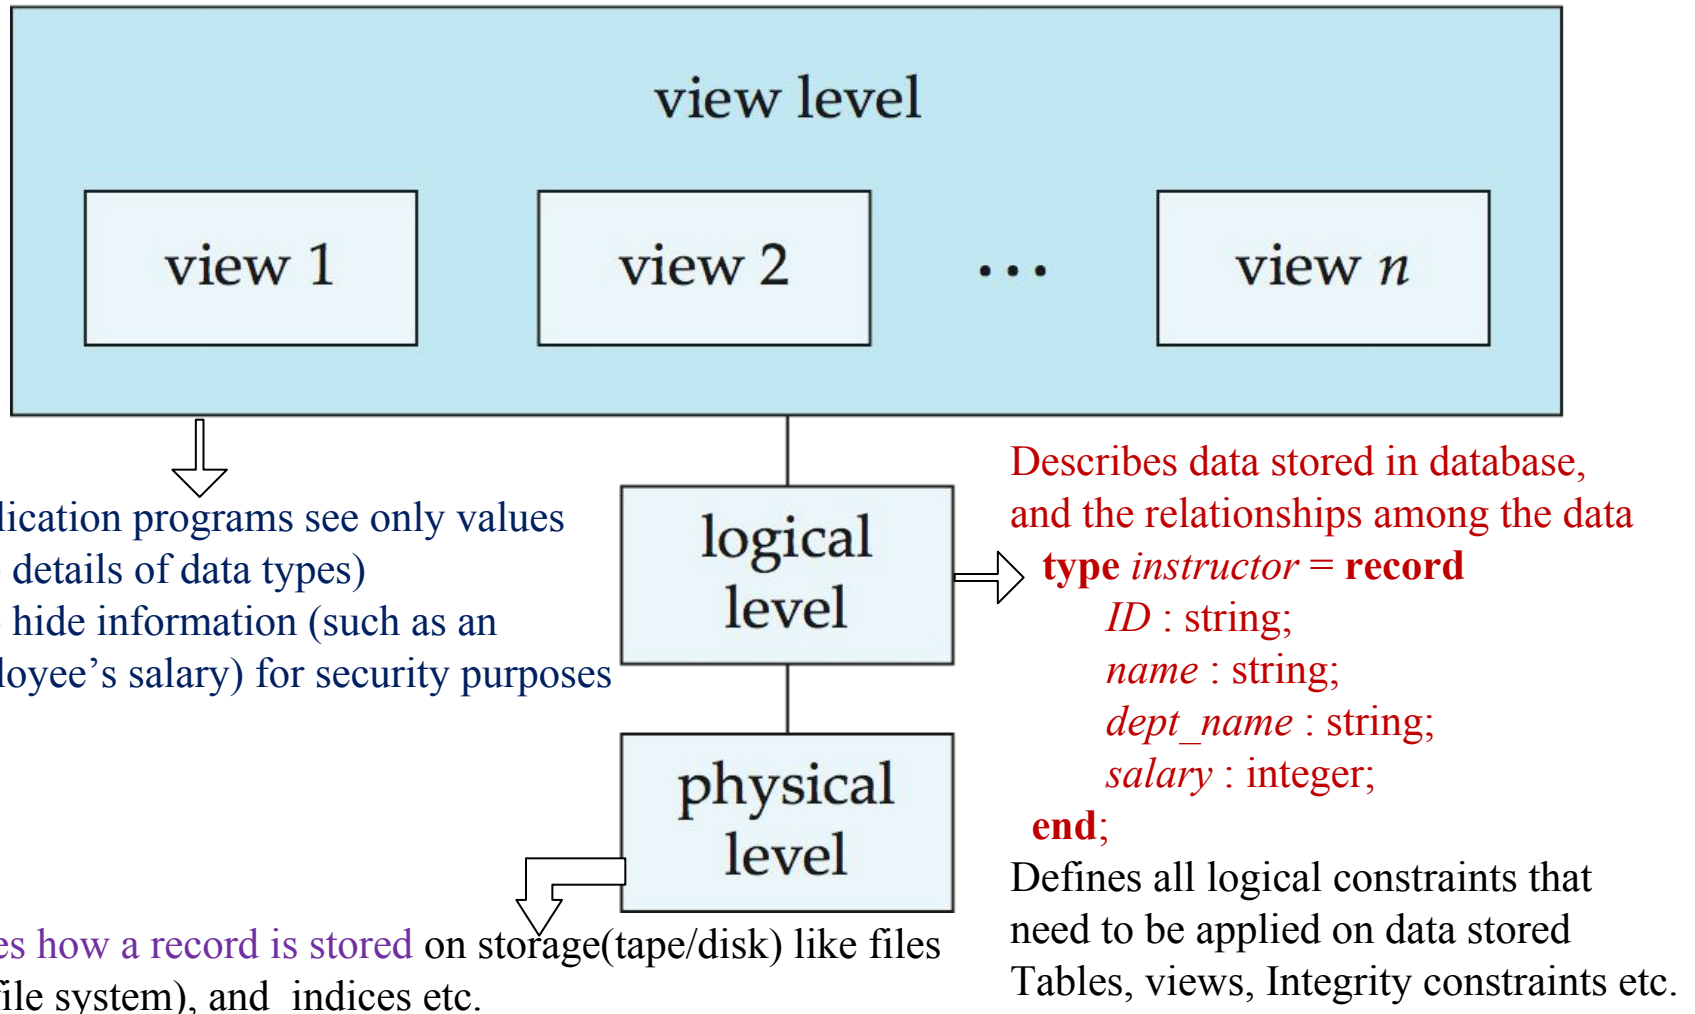 view level
view 1
view 2
...
view n
logical
level
physical
level
programs see only values
details of data types)
hide information (such as an
salary) for security purposes
Describes data stored in database,
and the relationships among the data
type instructor = record
ID : string;
name : string;
dept_name : string;
salary : integer;
end;
Defines all logical constraints that
need to be applied on data stored
Tables, views, Integrity constraints etc.
how a record is stored on storage(tape/disk) like files
file system), and indices etc.